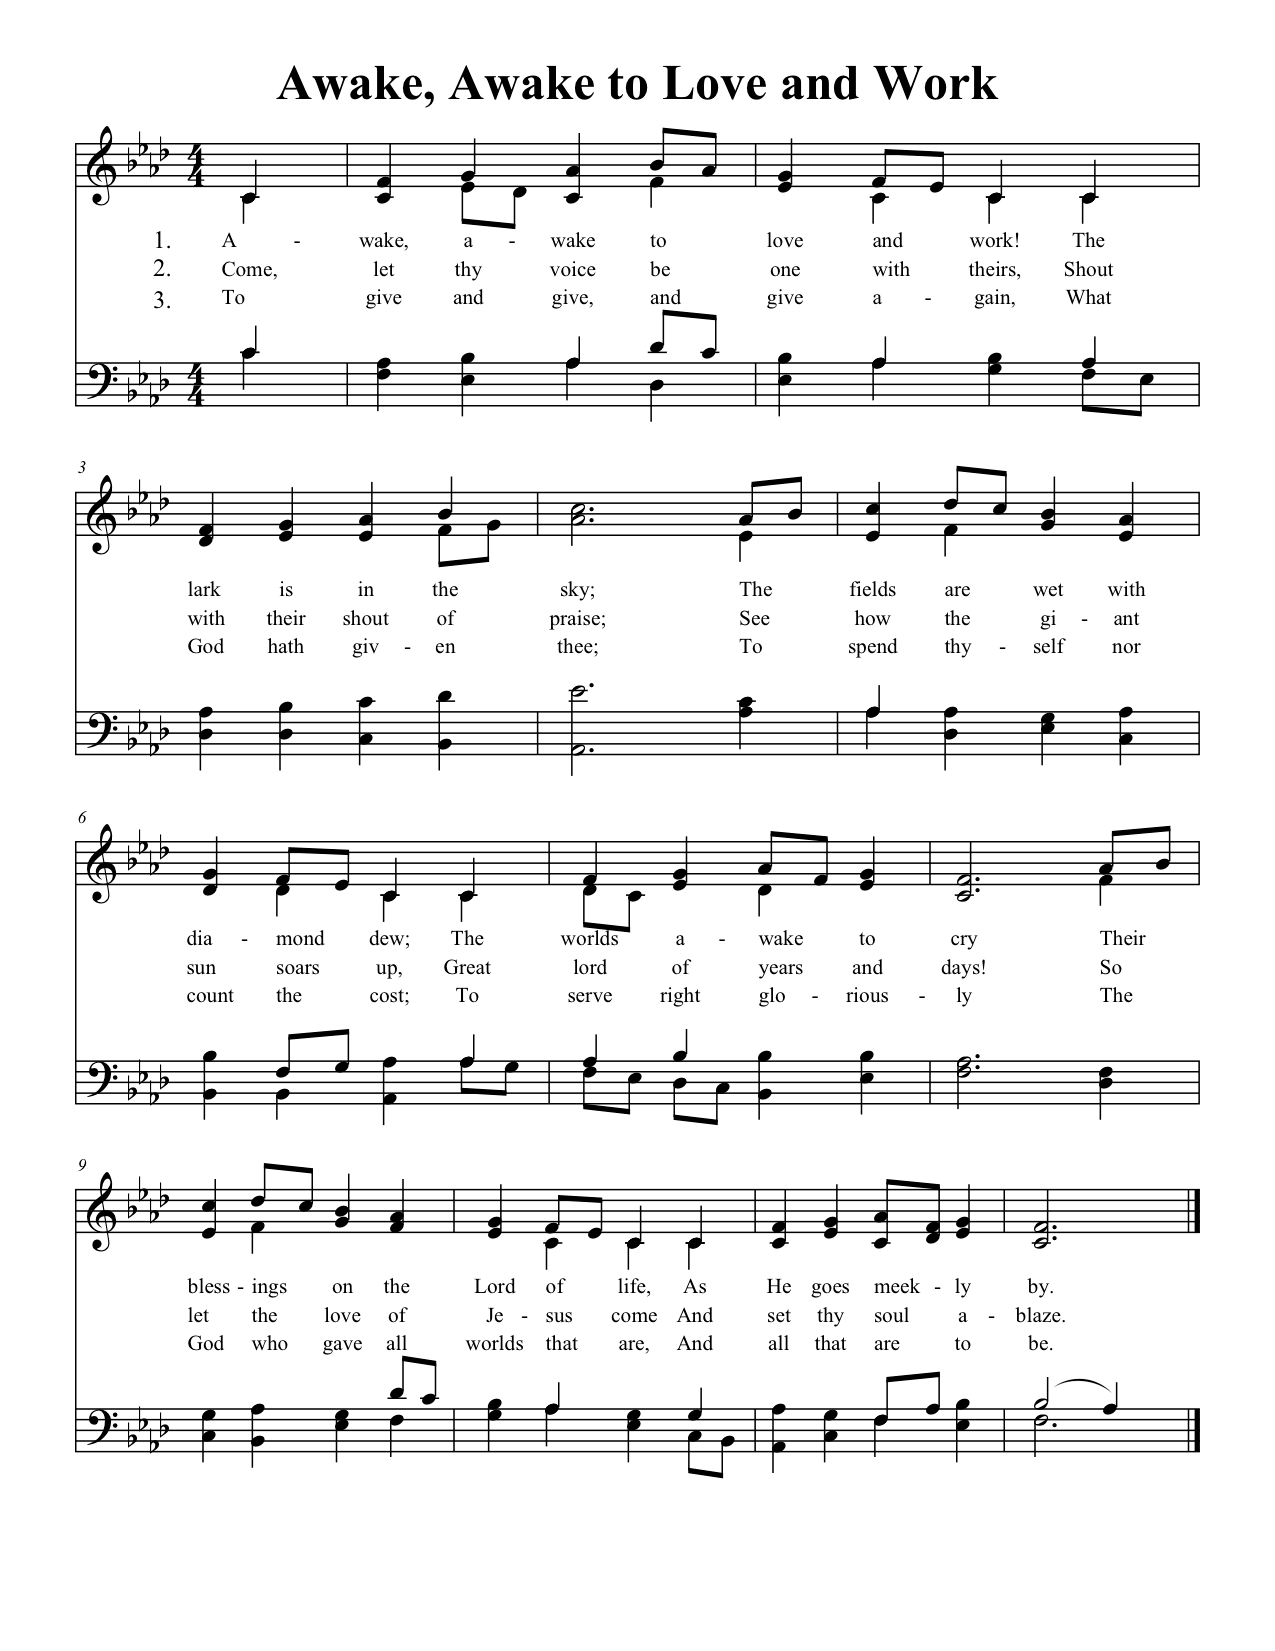 Awake, Awake to Love and Work
4
4
1. A - wake, a - wake to love and work! The
2. Come, let thy voice be one with theirs, Shout
3. To give and give, and give a - gain, What
4
4
3
lark is in the sky; The fields are wet with
with their shout of praise; See how the gi - ant
God hath giv - en thee; To spend thy - self nor
6
dia - mond dew; The worlds a - wake to cry Their
sun soars up, Great lord of years and days! So
count the cost; To serve right glo - rious - ly The
9
bless - ings on the Lord of life, As He goes meek - ly by.
let the love of Je - sus come And set thy soul a - blaze.
God who gave all worlds that are, And all that are to be.